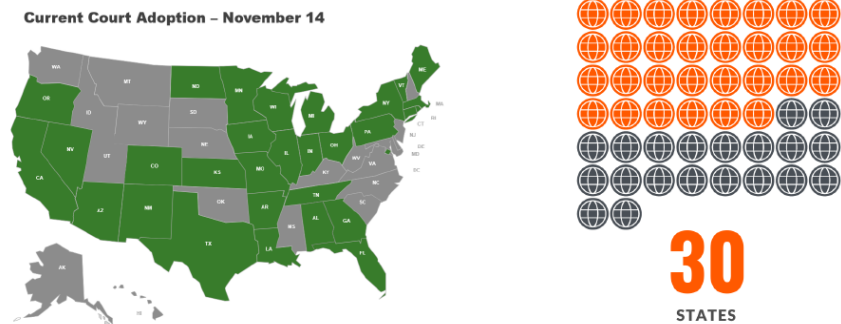 Current Court Adoption – November 14
WA
MT
ND
MN
ME
OR
ID
WY
SD
WI
MI
VT
NY
MA
RI
CT
NV
UT
CO
NE
IA
IL
IN
OH
PA
NJ
DE
MD
DC
CA
KS
MO
KY
WV
VA
AZ
NM
OK
AR
TN
NC
SC
TX
LA
MS
AL
GA
FL
AK
HI
30
STATES